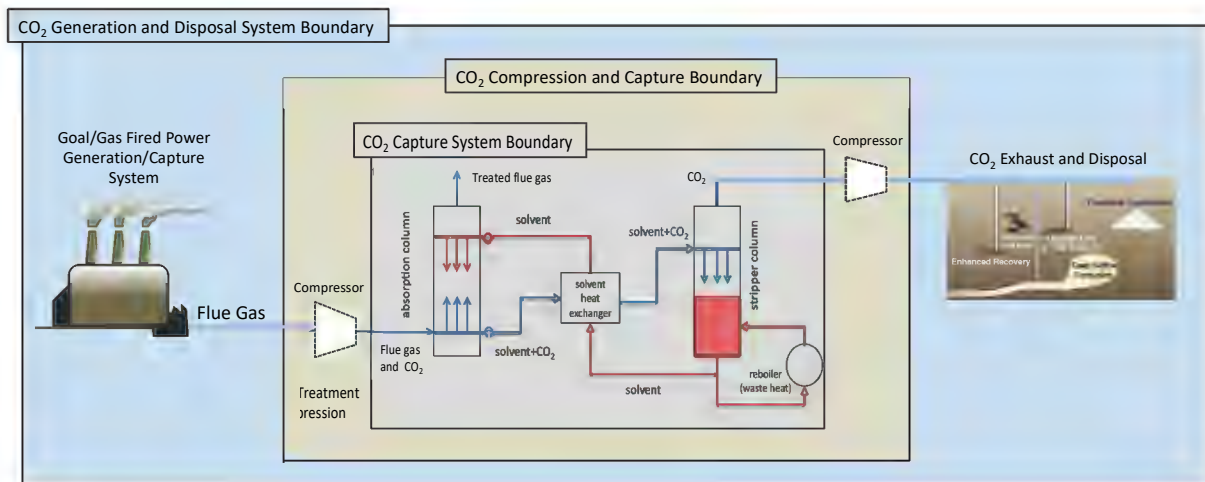 CO₂ Generation and Disposal System Boundary
CO₂ Compression and Capture Boundary
Goal/Gas Fired Power
Generation/Capture
System
CO₂ Capture System Boundary
Compressor
CO₂ Exhaust and Disposal
Treated flue gas
CO₂
solvent
solvent+CO₂
absorption column
stripper column
Enhanced Recovery
Compressor
solvent
heat
exchanger
Flue Gas
Flue gas
and CO₂
solvent+CO₂
reboiler
(waste heat)
solvent
Treatment
pression